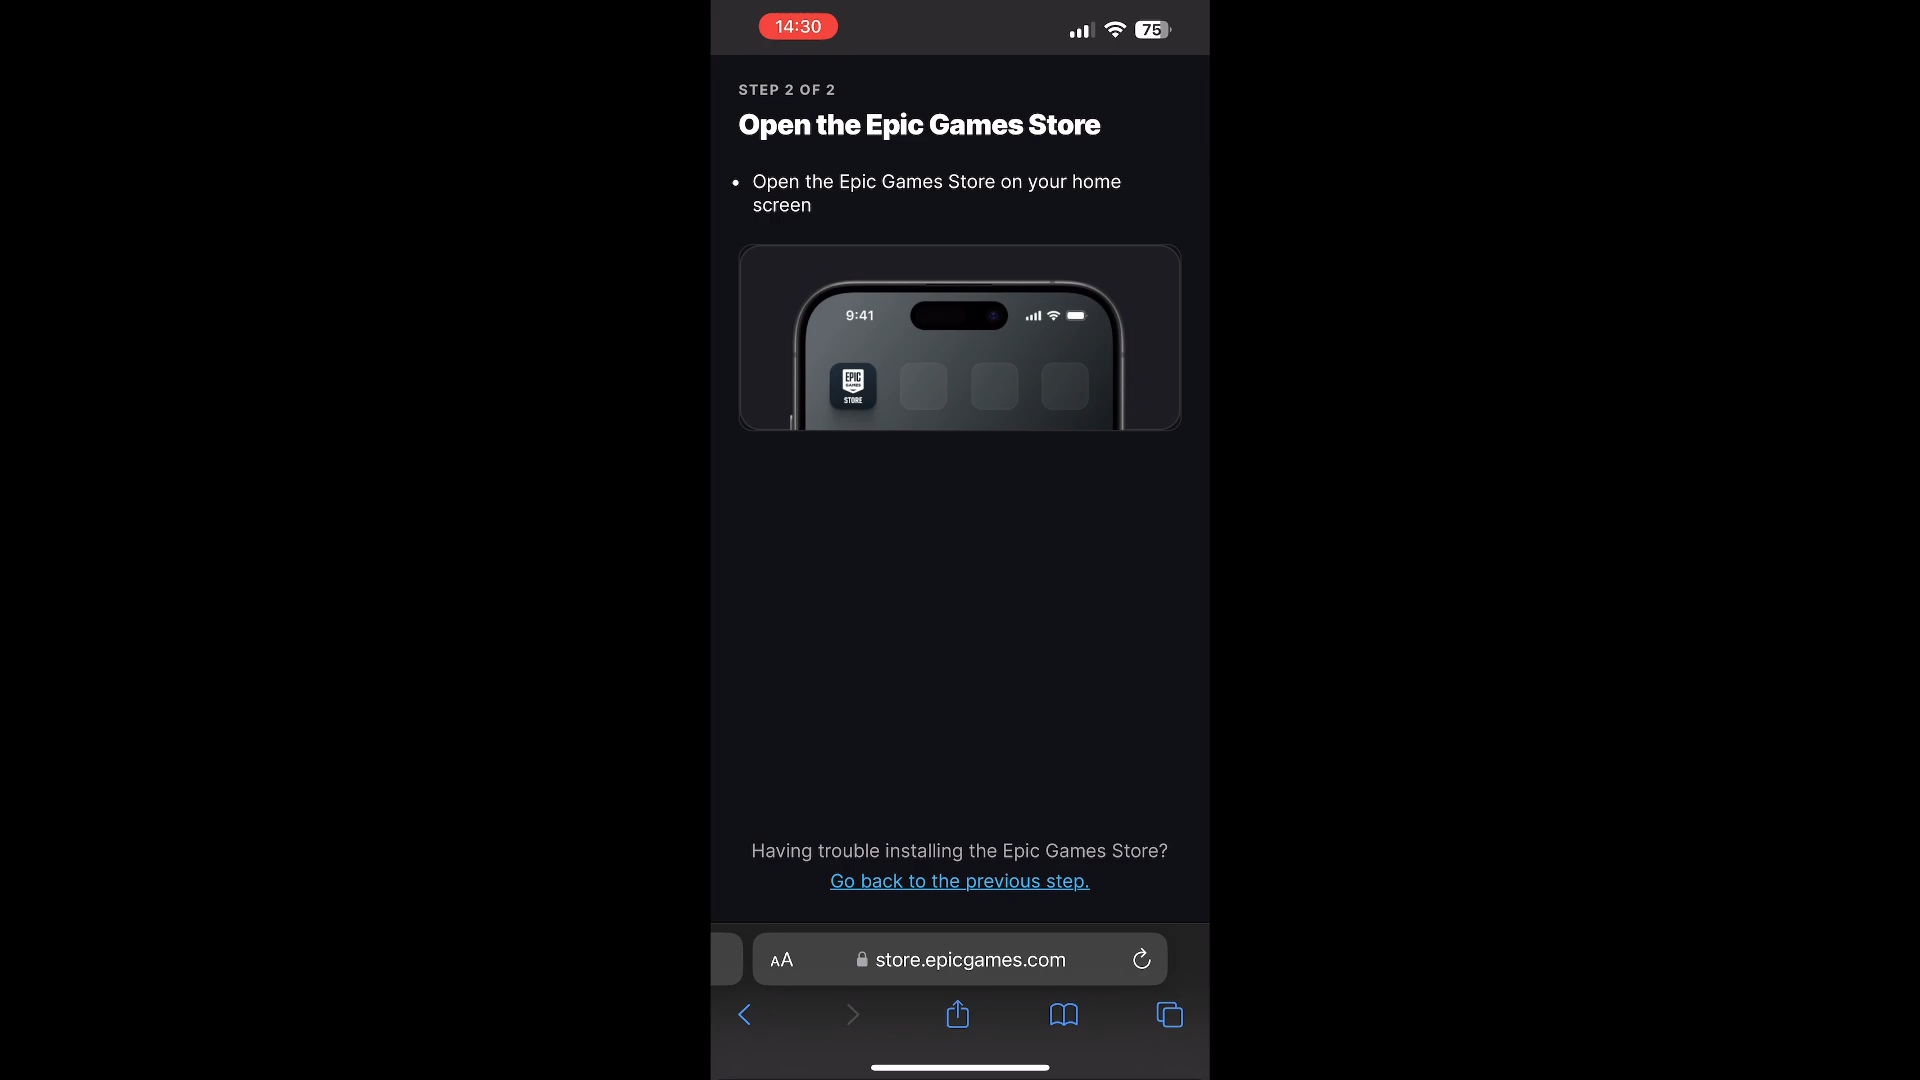 14:30
75
STEP 2 OF 2
Open the Epic Games Store
• Open the Epic Games Store on your home
screen
9:41
EPIC
GAMES
STORE
Having trouble installing the Epic Games Store?
Go back to the previous step.
AA
store.epicgames.com